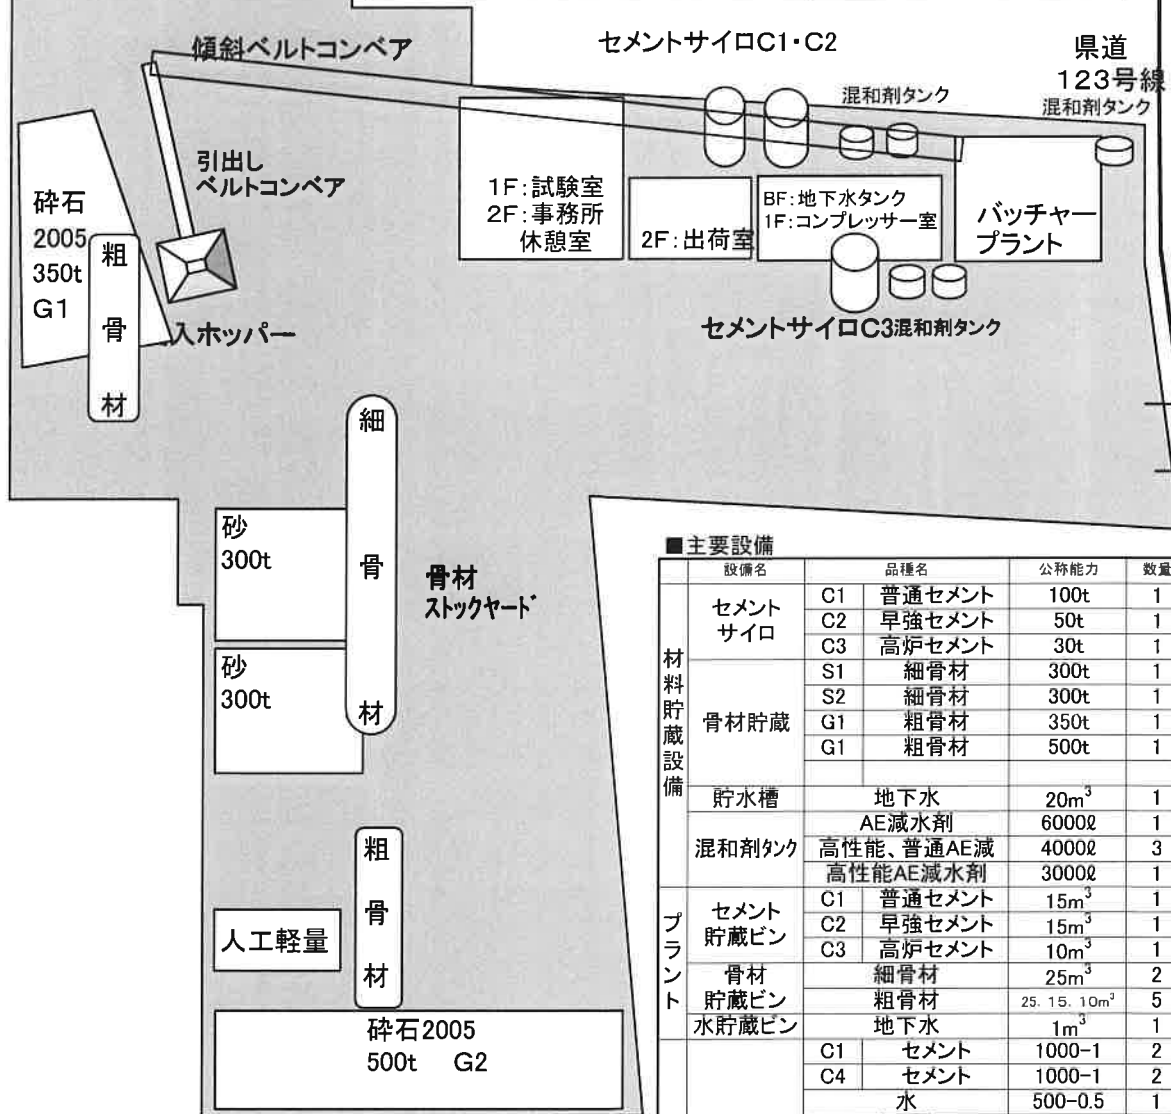 傾斜ベルトコンベア
セメントサイロC1・C2
県道
123号線
混和剤タンク
混和剤タンク
引出し
ベルトコンベア
砕石
2005
350t
G1
粗骨材
入ホッパー
1F:試験室
2F:事務所
休憩室
2F:出荷室
BF:地下水タンク
1F:コンプレッサー室
バッチャー
プラント
セメントサイロC3
混和剤タンク
細骨材
砂
300t
骨材
ストックヤード
砂
300t
粗骨材
人工軽量
砕石2005
500t G2
■主要設備
設備名 品種名 公称能力 数量
材料貯蔵設備
セメントサイロ C1 普通セメント 100t 1
C2 早強セメント 50t 1
C3 高炉セメント 30t 1
骨材貯蔵 S1 細骨材 300t 1
S2 細骨材 300t 1
G1 粗骨材 350t 1
G1 粗骨材 500t 1
貯水槽 地下水 20m³ 1
混和剤タンク AE減水剤 6000ℓ 1
高性能、普通AE減 4000ℓ 3
高性能AE減水剤 3000ℓ 1
プラント
セメント貯蔵ビン C1 普通セメント 15m³ 1
C2 早強セメント 15m³ 1
C3 高炉セメント 10m³ 1
骨材貯蔵ビン 細骨材 25m³ 2
粗骨材 25. 15. 10m³ 5
水貯蔵ビン 地下水 1m³ 1
C1 セメント 1000-1 2
C4 セメント 1000-1 2
水 500-0.5 1